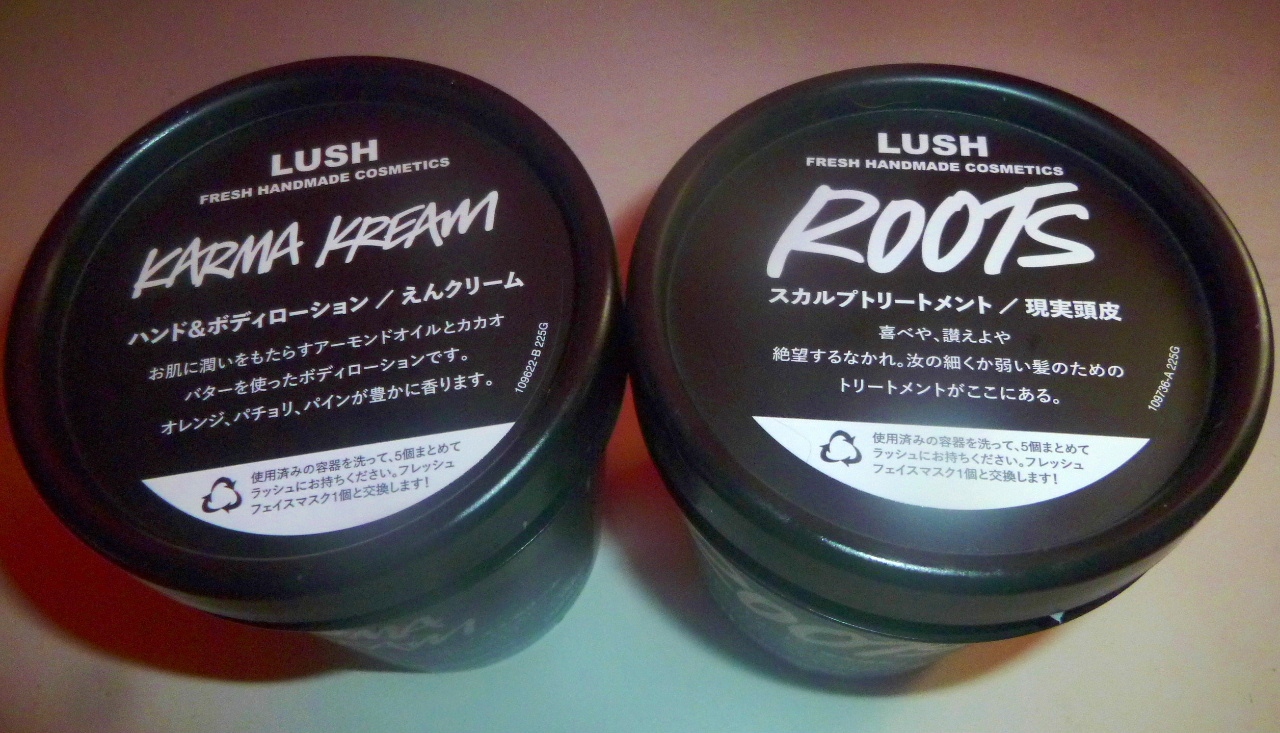 LUSH
FRESH HANDMADE COSMETICS
KARMA KREAM
ハンド&ボディローション / えんクリーム
お肌に潤いをもたらすアーモンドオイルとカカオ
バターを使ったボディローションです。
オレンジ、パチョリ、パインが豊かに香ります。
109622-B 225G
使用済みの容器を洗って、5個まとめて
ラッシュにお持ちください。フレッシュ
フェイスマスク1個と交換します!
KARMA
KREAM
LUSH
FRESH HANDMADE COSMETICS
ROOTS
スカルプトリートメント / 現実頭皮
喜べや、讃えよや
絶望するなかれ。汝の細くか弱い髪のための
トリートメントがここにある。
109736-A 225G
使用済みの容器を洗って、5個まとめて
ラッシュにお持ちください。フレッシュ
フェイスマスク1個と交換します!
ROOTS